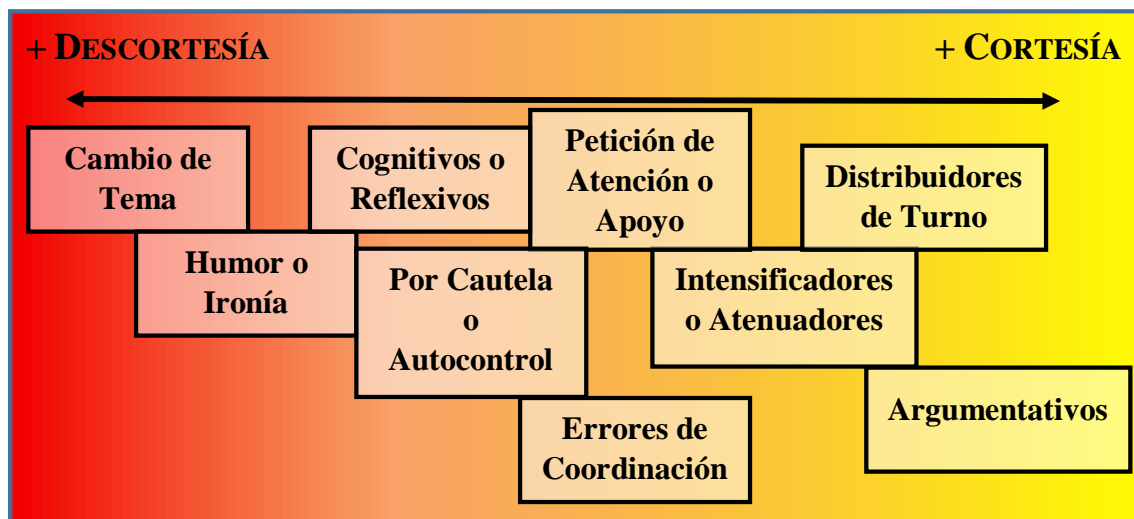 + DESCORTESÍA
+ CORTESÍA
Cambio de
Tema
Humor o
Ironía
Cognitivos o
Reflexivos
Por Cautela
o
Autocontrol
Petición de
Atención o
Apoyo
Errores de
Coordinación
Intensificadores
o Atenuadores
Distribuidores
de Turno
Argumentativos